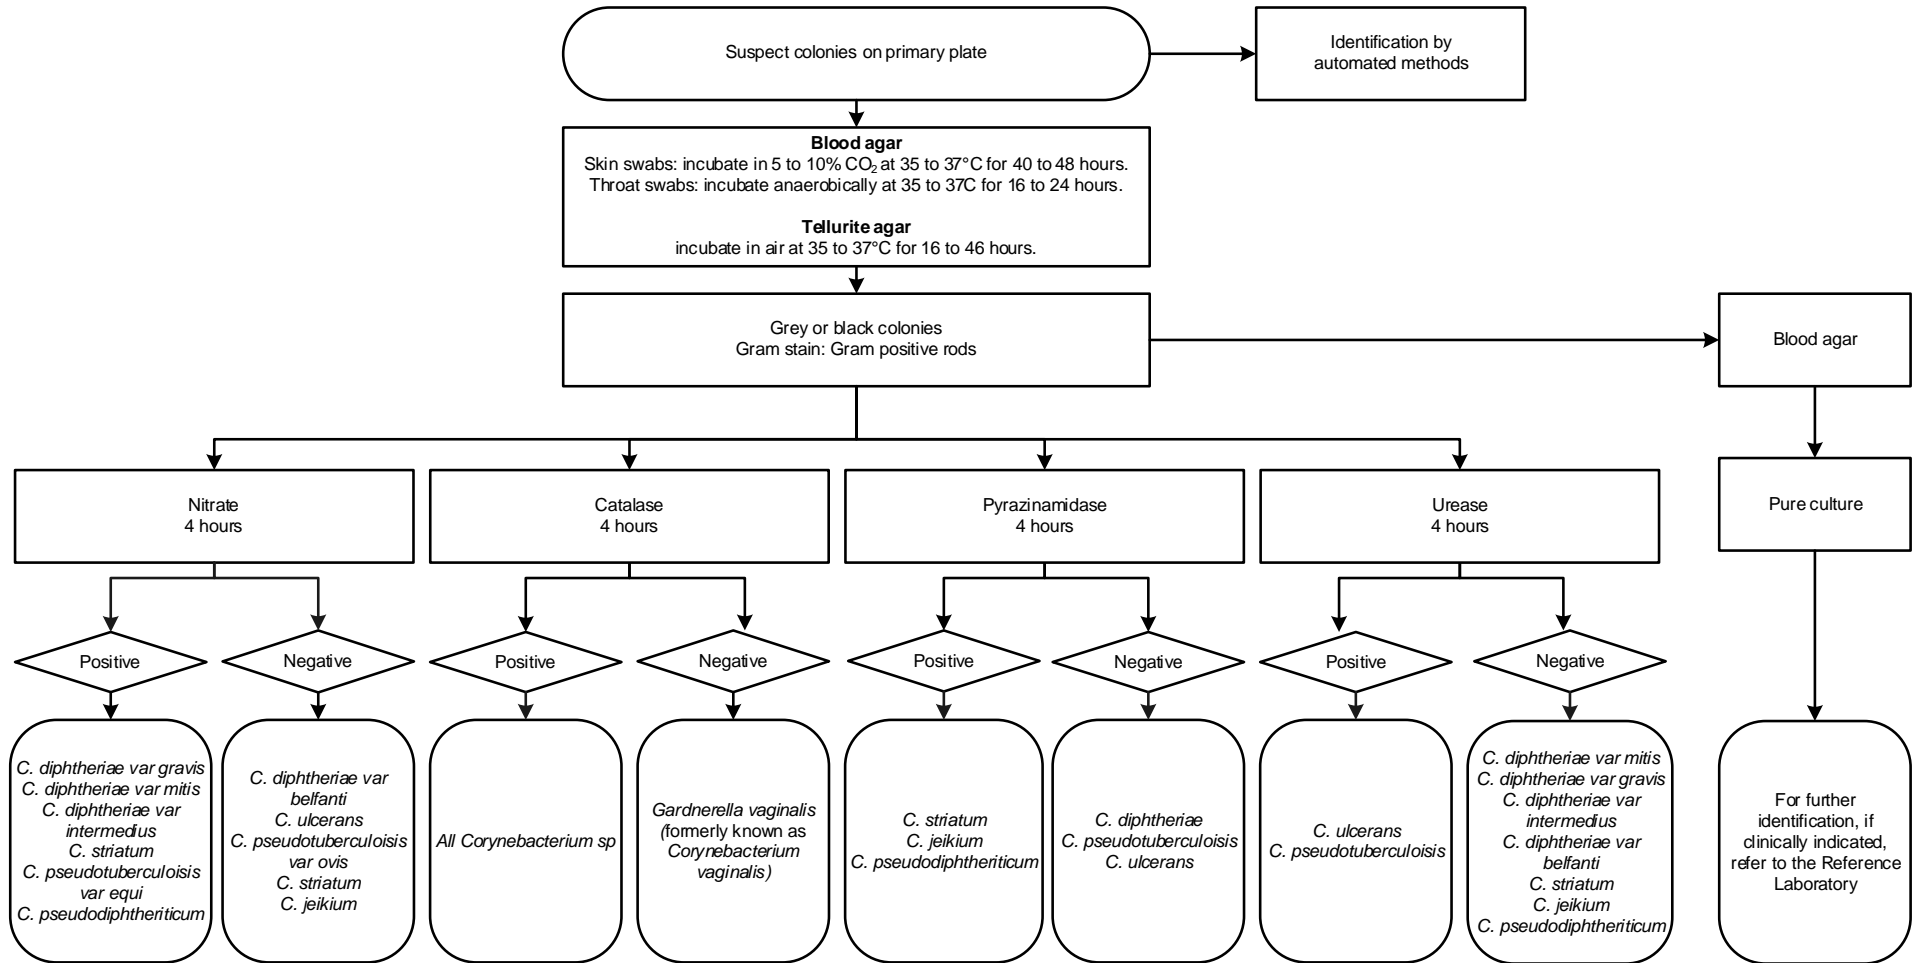 Suspect colonies on primary plate
Identification by
automated methods
Blood agar
Skin swabs: incubate in 5 to 10% CO₂ at 35 to 37°C for 40 to 48 hours.
Throat swabs: incubate anaerobically at 35 to 37C for 16 to 24 hours.
Tellurite agar
incubate in air at 35 to 37°C for 16 to 46 hours.
Grey or black colonies
Gram stain: Gram positive rods
Blood agar
Nitrate
4 hours
Catalase
4 hours
Pyrazinamidase
4 hours
Urease
4 hours
Pure culture
Positive
Negative
Positive
Negative
Positive
Negative
Positive
Negative
C. diphtheriae var gravis
C. diphtheriae var mitis
C. diphtheriae var
intermedius
C. striatum
C. pseudotuberculoisis
var equi
C. pseudodiphtheriticum
C. diphtheriae var
belfanti
C. ulcerans
C. pseudotuberculoisis
var ovis
C. striatum
C. jeikium
All Corynebacterium sp
Gardnerella vaginalis
(formerly known as
Corynebacterium
vaginalis)
C. striatum
C. jeikium
C. pseudodiphtheriticum
C. diphtheriae
C. pseudotuberculoisis
C. ulcerans
C. ulcerans
C. pseudotuberculoisis
C. diphtheriae var mitis
C. diphtheriae var gravis
C. diphtheriae var
intermedius
C. diphtheriae var
belfanti
C. striatum
C. jeikium
C. pseudodiphtheriticum
For further
identification, if
clinically indicated,
refer to the Reference
Laboratory